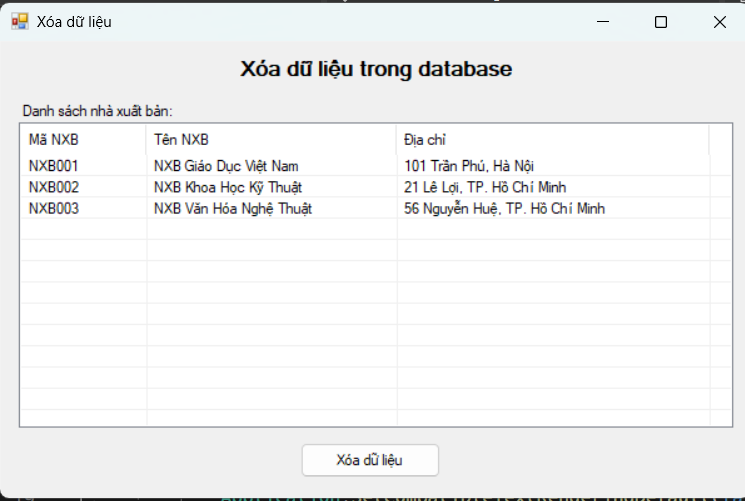 Xóa dữ liệu
Xóa dữ liệu trong database
Danh sách nhà xuất bản:
Mã NXB Tên NXB Địa chỉ
NXB001 NXB Giáo Dục Việt Nam 101 Trần Phú, Hà Nội
NXB002 NXB Khoa Học Kỹ Thuật 21 Lê Lợi, TP. Hồ Chí Minh
NXB003 NXB Văn Hóa Nghệ Thuật 56 Nguyễn Huệ, TP. Hồ Chí Minh
Xóa dữ liệu